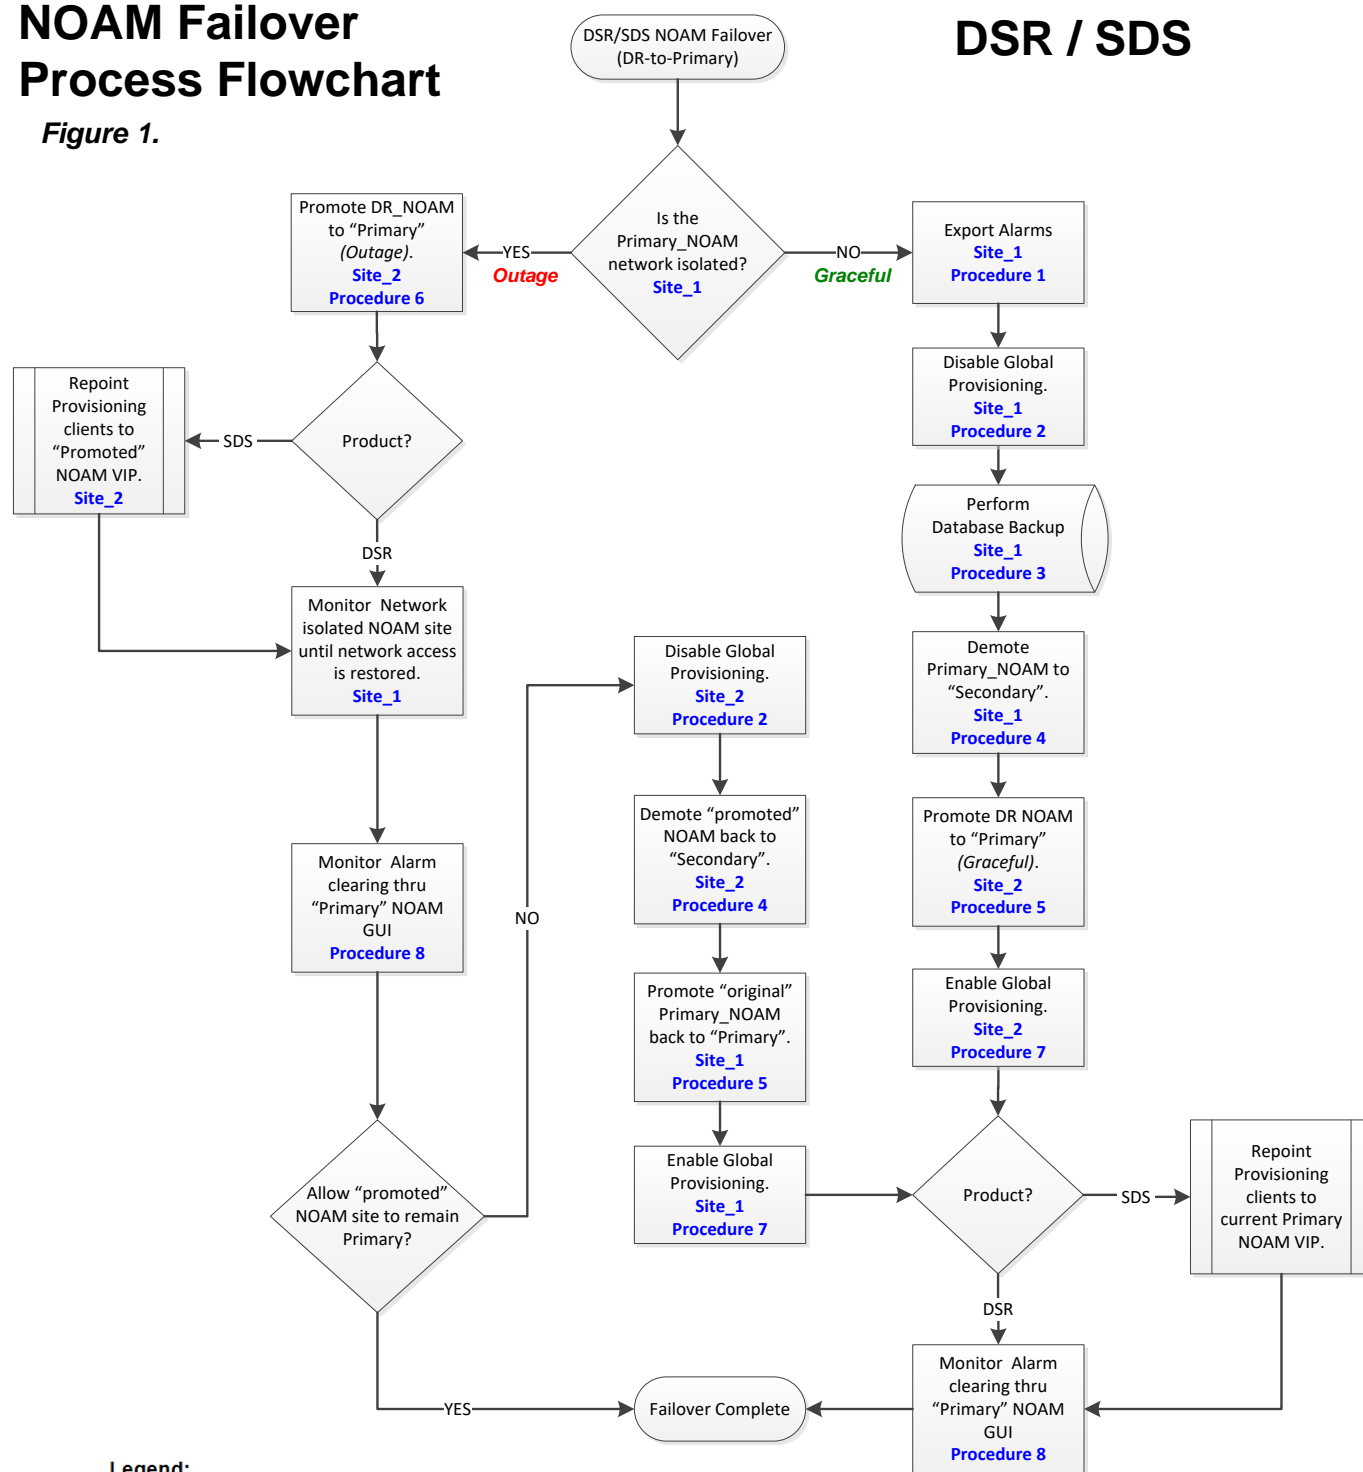 NOAM Failover
Process Flowchart
Figure 1.
DSR / SDS
DSR/SDS NOAM Failover
(DR-to-Primary)
Is the
Primary_NOAM
network isolated?
Site_1
YES
Outage
NO
Graceful
Promote DR_NOAM
to “Primary”
(Outage).
Site_2
Procedure 6
Product?
SDS
Repoint
Provisioning
clients to
“Promoted”
NOAM VIP.
Site_2
DSR
Monitor Network
isolated NOAM site
until network access
is restored.
Site_1
Monitor Alarm
clearing thru
“Primary” NOAM
GUI
Procedure 8
Allow “promoted”
NOAM site to remain
Primary?
NO
YES
Disable Global
Provisioning.
Site_2
Procedure 2
Demote “promoted”
NOAM back to
“Secondary”.
Site_2
Procedure 4
Promote “original”
Primary_NOAM
back to “Primary”.
Site_1
Procedure 5
Enable Global
Provisioning.
Site_1
Procedure 7
Export Alarms
Site_1
Procedure 1
Disable Global
Provisioning.
Site_1
Procedure 2
Perform
Database Backup
Site_1
Procedure 3
Demote
Primary_NOAM to
“Secondary”.
Site_1
Procedure 4
Promote DR NOAM
to “Primary”
(Graceful).
Site_2
Procedure 5
Enable Global
Provisioning.
Site_2
Procedure 7
Product?
SDS
Repoint
Provisioning
clients to
current Primary
NOAM VIP.
DSR
Monitor Alarm
clearing thru
“Primary” NOAM
GUI
Procedure 8
Failover Complete
Legend: